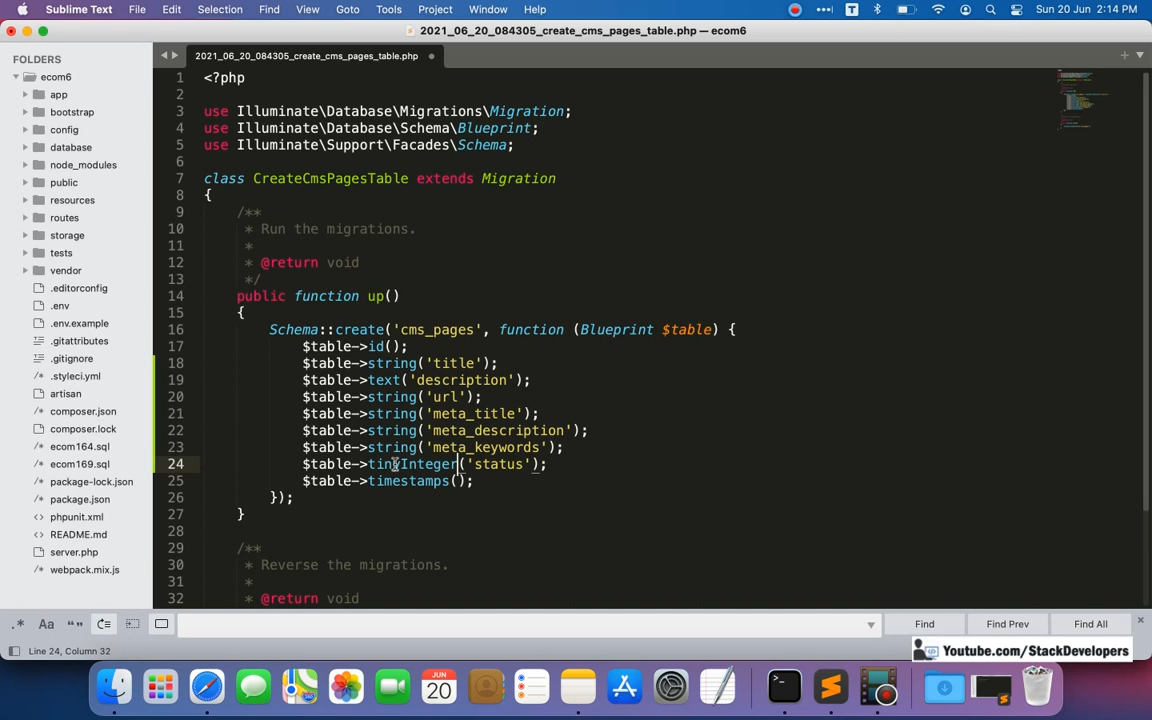 Sublime Text File Edit Selection Find View Goto Tools Project Window Help Sun 20 Jun 2:14 PM
2021_06_20_084305_create_cms_pages_table.php — ecom6
FOLDERS
ecom6
app
bootstrap
config
database
node_modules
public
resources
routes
storage
tests
vendor
.editorconfig
.env
.env.example
.gitattributes
.gitignore
.styleci.yml
artisan
composer.json
composer.lock
ecom164.sql
ecom169.sql
package-lock.json
package.json
phpunit.xml
README.md
server.php
webpack.mix.js
2021_06_20_084305_create_cms_pages_table.php
1 <?php
2
3 use Illuminate\Database\Migrations\Migration;
4 use Illuminate\Database\Schema\Blueprint;
5 use Illuminate\Support\Facades\Schema;
6
7 class CreateCmsPagesTable extends Migration
8 {
9 /**
10 * Run the migrations.
11 *
12 * @return void
13 */
14 public function up()
15 {
16 Schema::create('cms_pages', function (Blueprint $table) {
17 $table->id();
18 $table->string('title');
19 $table->text('description');
20 $table->string('url');
21 $table->string('meta_title');
22 $table->string('meta_description');
23 $table->string('meta_keywords');
24 $table->tinyInteger('status');
25 $table->timestamps();
26 });
27 }
28
29 /**
30 * Reverse the migrations.
31 *
32 * @return void
.* Aa “” Find Find Prev Find All
Line 24, Column 32
Youtube.com/StackDevelopers
JUN
20